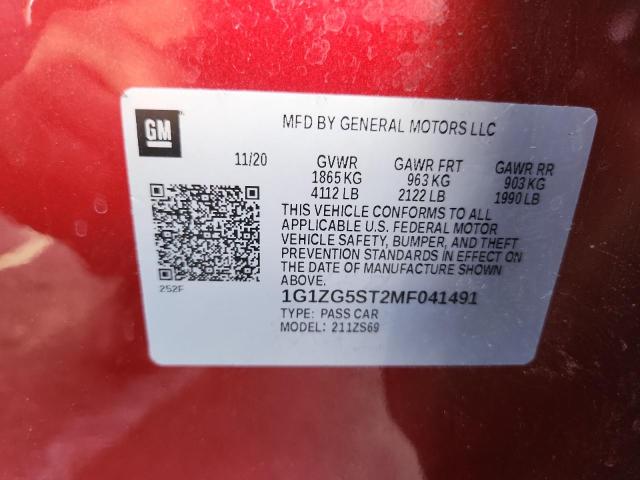 GM
MFD BY GENERAL MOTORS LLC
11/20 GVWR GAWR FRT GAWR RR
1865 KG 963 KG 903 KG
4112 LB 2122 LB 1990 LB
THIS VEHICLE CONFORMS TO ALL
APPLICABLE U.S. FEDERAL MOTOR
VEHICLE SAFETY, BUMPER, AND THEFT
PREVENTION STANDARDS IN EFFECT ON
THE DATE OF MANUFACTURE SHOWN
ABOVE.
252F
1G1ZG5ST2MF041491
TYPE: PASS CAR
MODEL: 211ZS69